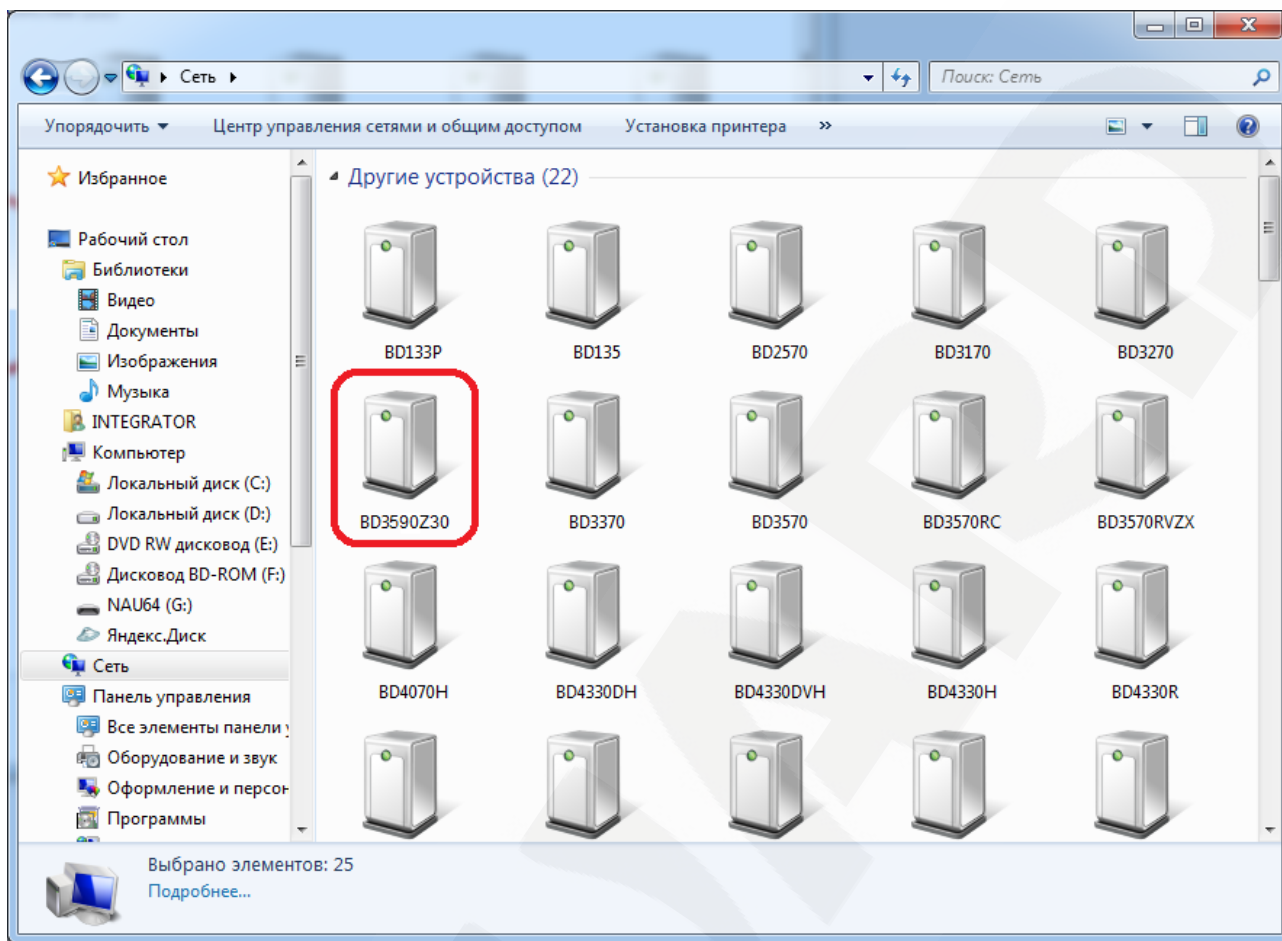 Сеть
Поиск: Сеть
Упорядочить
Центр управления сетями и общим доступом
Установка принтера
»
Избранное
Рабочий стол
Библиотеки
Видео
Документы
Изображения
Музыка
INTEGRATOR
Компьютер
Локальный диск (C:)
Локальный диск (D:)
DVD RW дисковод (E:)
Дисковод BD-ROM (F:)
NAU64 (G:)
Яндекс.Диск
Сеть
Панель управления
Все элементы панели
Оборудование и звук
Оформление и персон
Программы
Другие устройства (22)
BD133P BD135 BD2570 BD3170 BD3270
BD3590Z30 BD3370 BD3570 BD3570RC BD3570RVZX
BD4070H BD4330DH BD4330DVH BD4330H BD4330R
Выбрано элементов: 25
Подробнее...